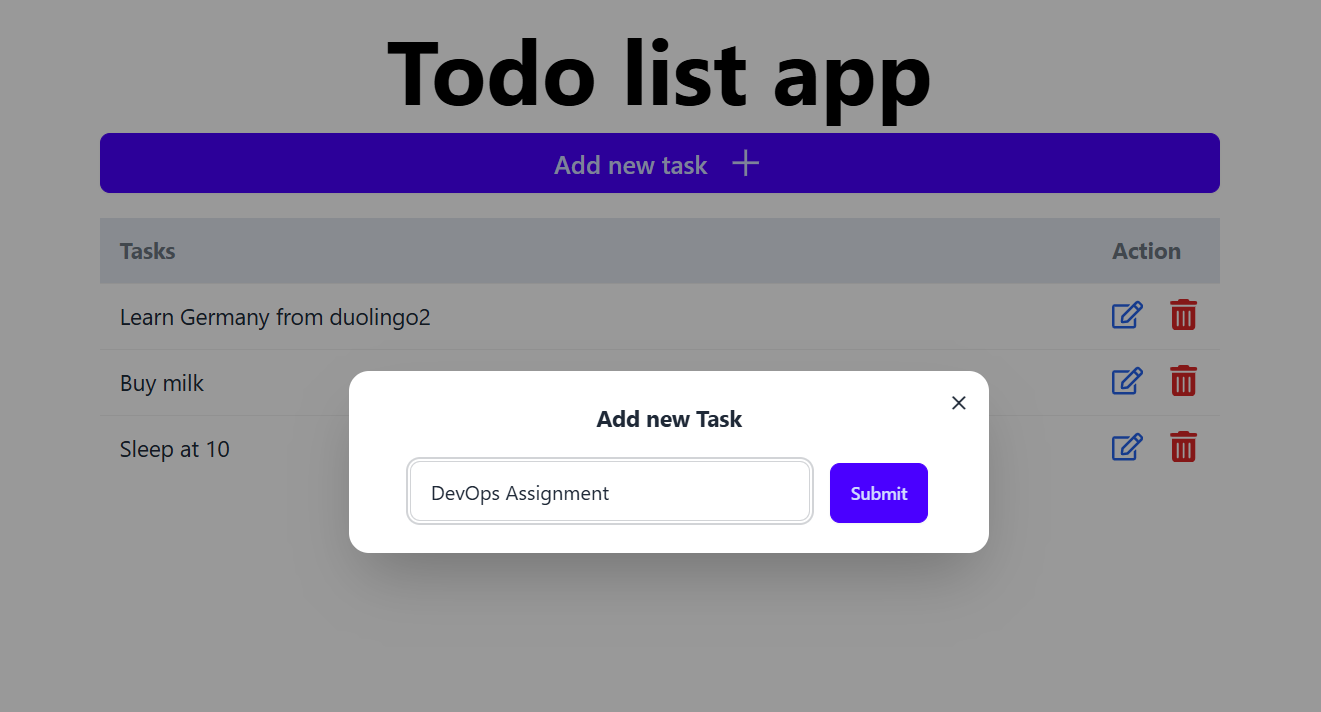 Todo list app
Add new task
Tasks Action
Learn Germany from duolingo2
Buy milk
Sleep at 10
Add new Task
DevOps Assignment
Submit